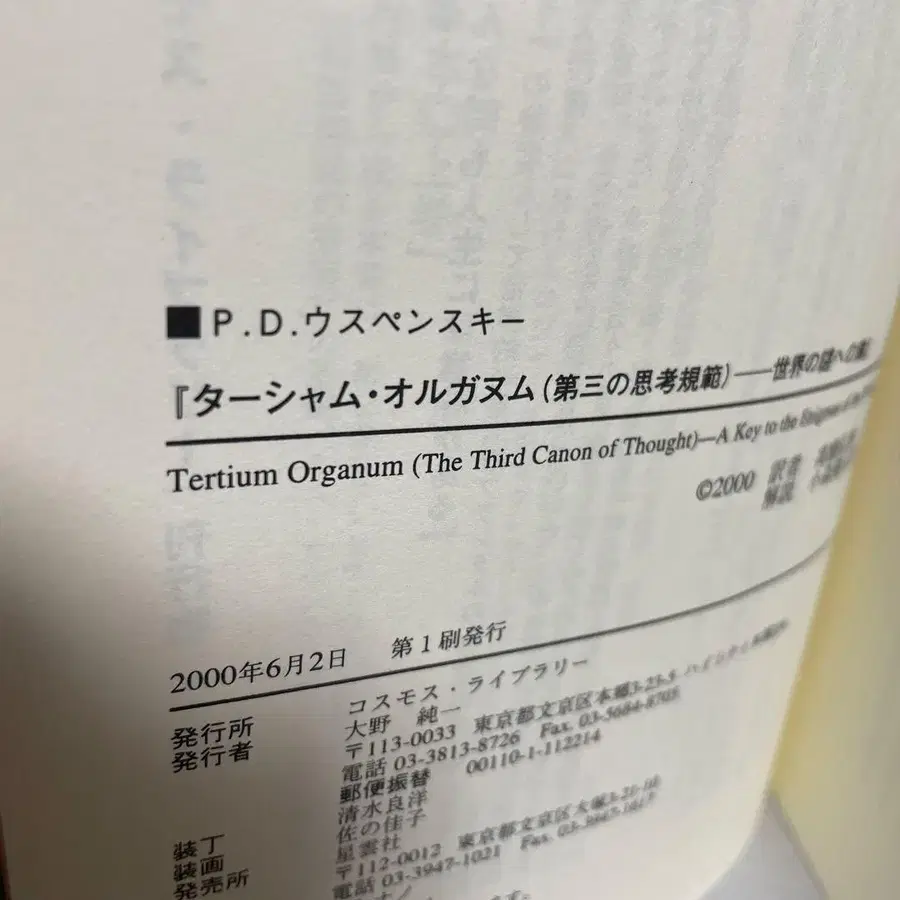 ■P.D.ウスペンスキー
『ターシャム・オルガヌム(第三の思考規範)——世界の謎への鍵
Tertium Organum (The Third Canon of Thought)—A Key to the Enigmas of the
©2000 訳者
解説
2000年6月2日 第1刷発行
発行所 コスモス・ライブラリー
発行者 大野 純一
〒113-0033 東京都文京区本郷3-23-5
電話 03-3813-8726 Fax. 03-5684-8705
郵便振替 00110-1-112214
装丁 清水良洋
装画 佐の佳子
発売所 星雲社
〒112-0012 東京都文京区大塚3-21-10
電話 03-3947-1021 Fax. 03-3947-1617